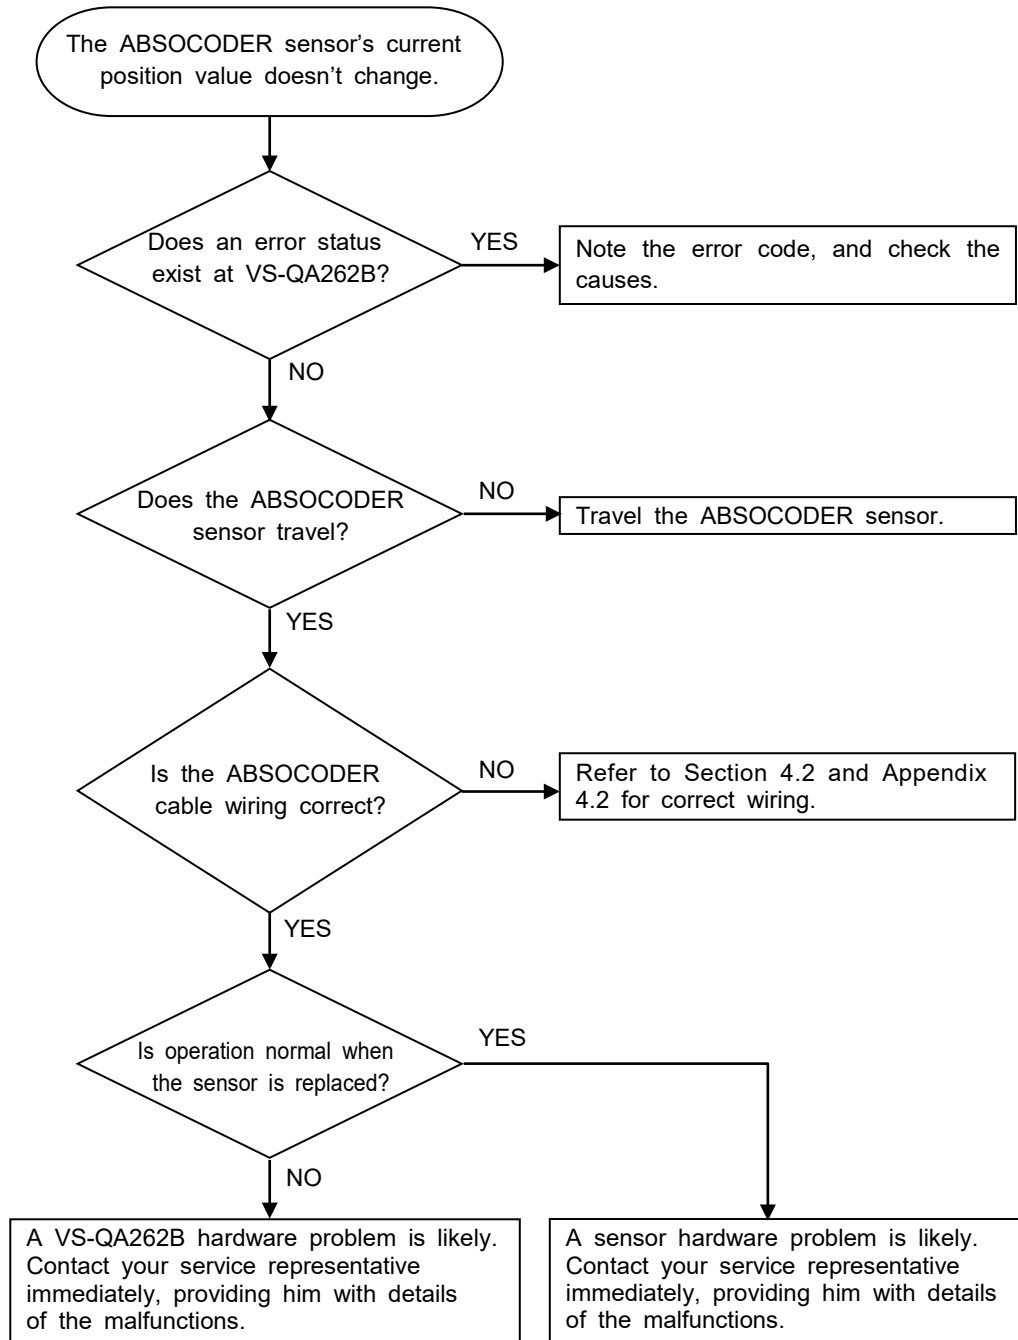 The ABSOCODER sensor's current
position value doesn't change.
Does an error status
exist at VS-QA262B?
YES
Note the error code, and check the
causes.
NO
Does the ABSOCODER
sensor travel?
NO
Travel the ABSOCODER sensor.
YES
Is the ABSOCODER
cable wiring correct?
NO
Refer to Section 4.2 and Appendix
4.2 for correct wiring.
YES
Is operation normal when
the sensor is replaced?
YES
NO
A VS-QA262B hardware problem is likely.
Contact your service representative
immediately, providing him with details
of the malfunctions.
A sensor hardware problem is likely.
Contact your service representative
immediately, providing him with details
of the malfunctions.